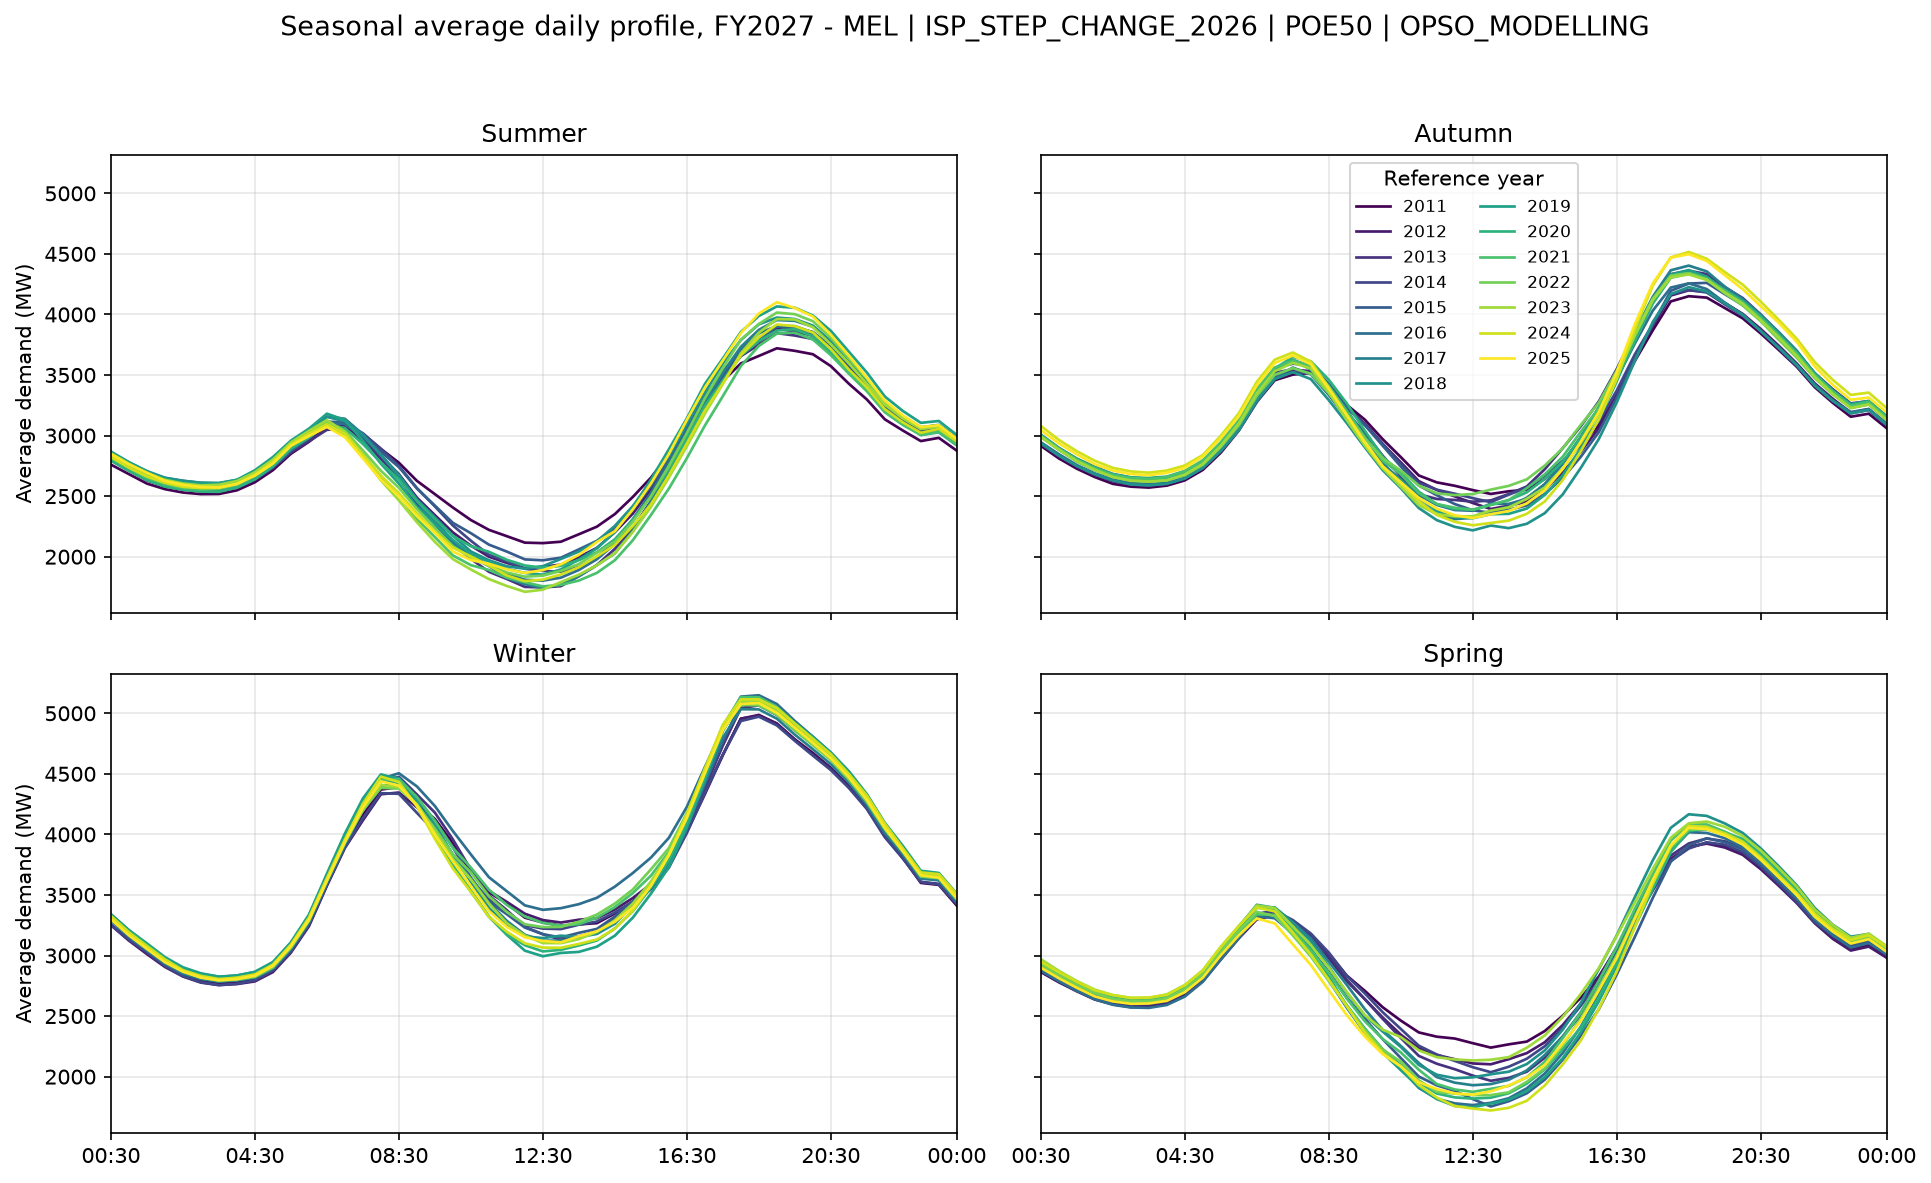 Seasonal average daily profile, FY2027 - MEL | ISP_STEP_CHANGE_2026 | POE50 | OPSO_MODELLING
Summer
Average demand (MW)
5000
4500
4000
3500
3000
2500
2000
Autumn
Reference year
2011 2019
2012 2020
2013 2021
2014 2022
2015 2023
2016 2024
2017 2025
2018
Winter
Average demand (MW)
5000
4500
4000
3500
3000
2500
2000
00:30 04:30 08:30 12:30 16:30 20:30 00:00
Spring
00:30 04:30 08:30 12:30 16:30 20:30 00:00